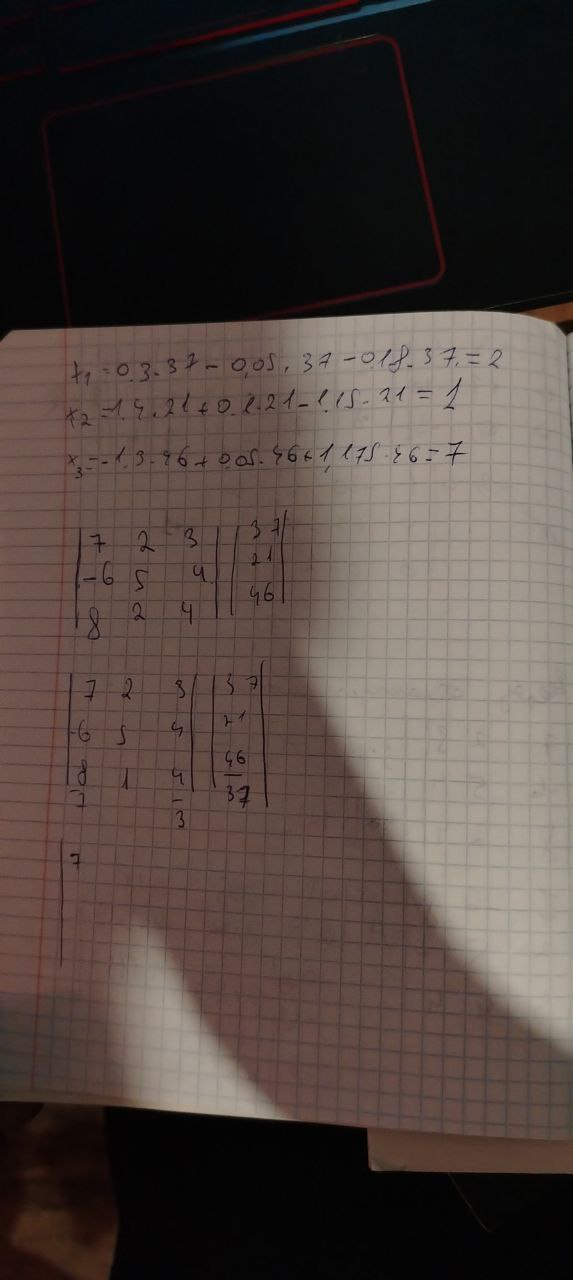 x₁ = 0.3 · 37 - 0,05 · 37 - 0.18 · 37. = 2
x₂ = 1.4 · 21 + 0.1 · 21 - 1.15 · 21 = 1
x₃ = -1.3 · 46 + 0,05 · 46 + 1,175 · 46 = 7
7 2 3 37
-6 5 4 21
8 2 4 46
7 2 3 37
-6 5 4 21
8/7 1 4/3 46/37
7